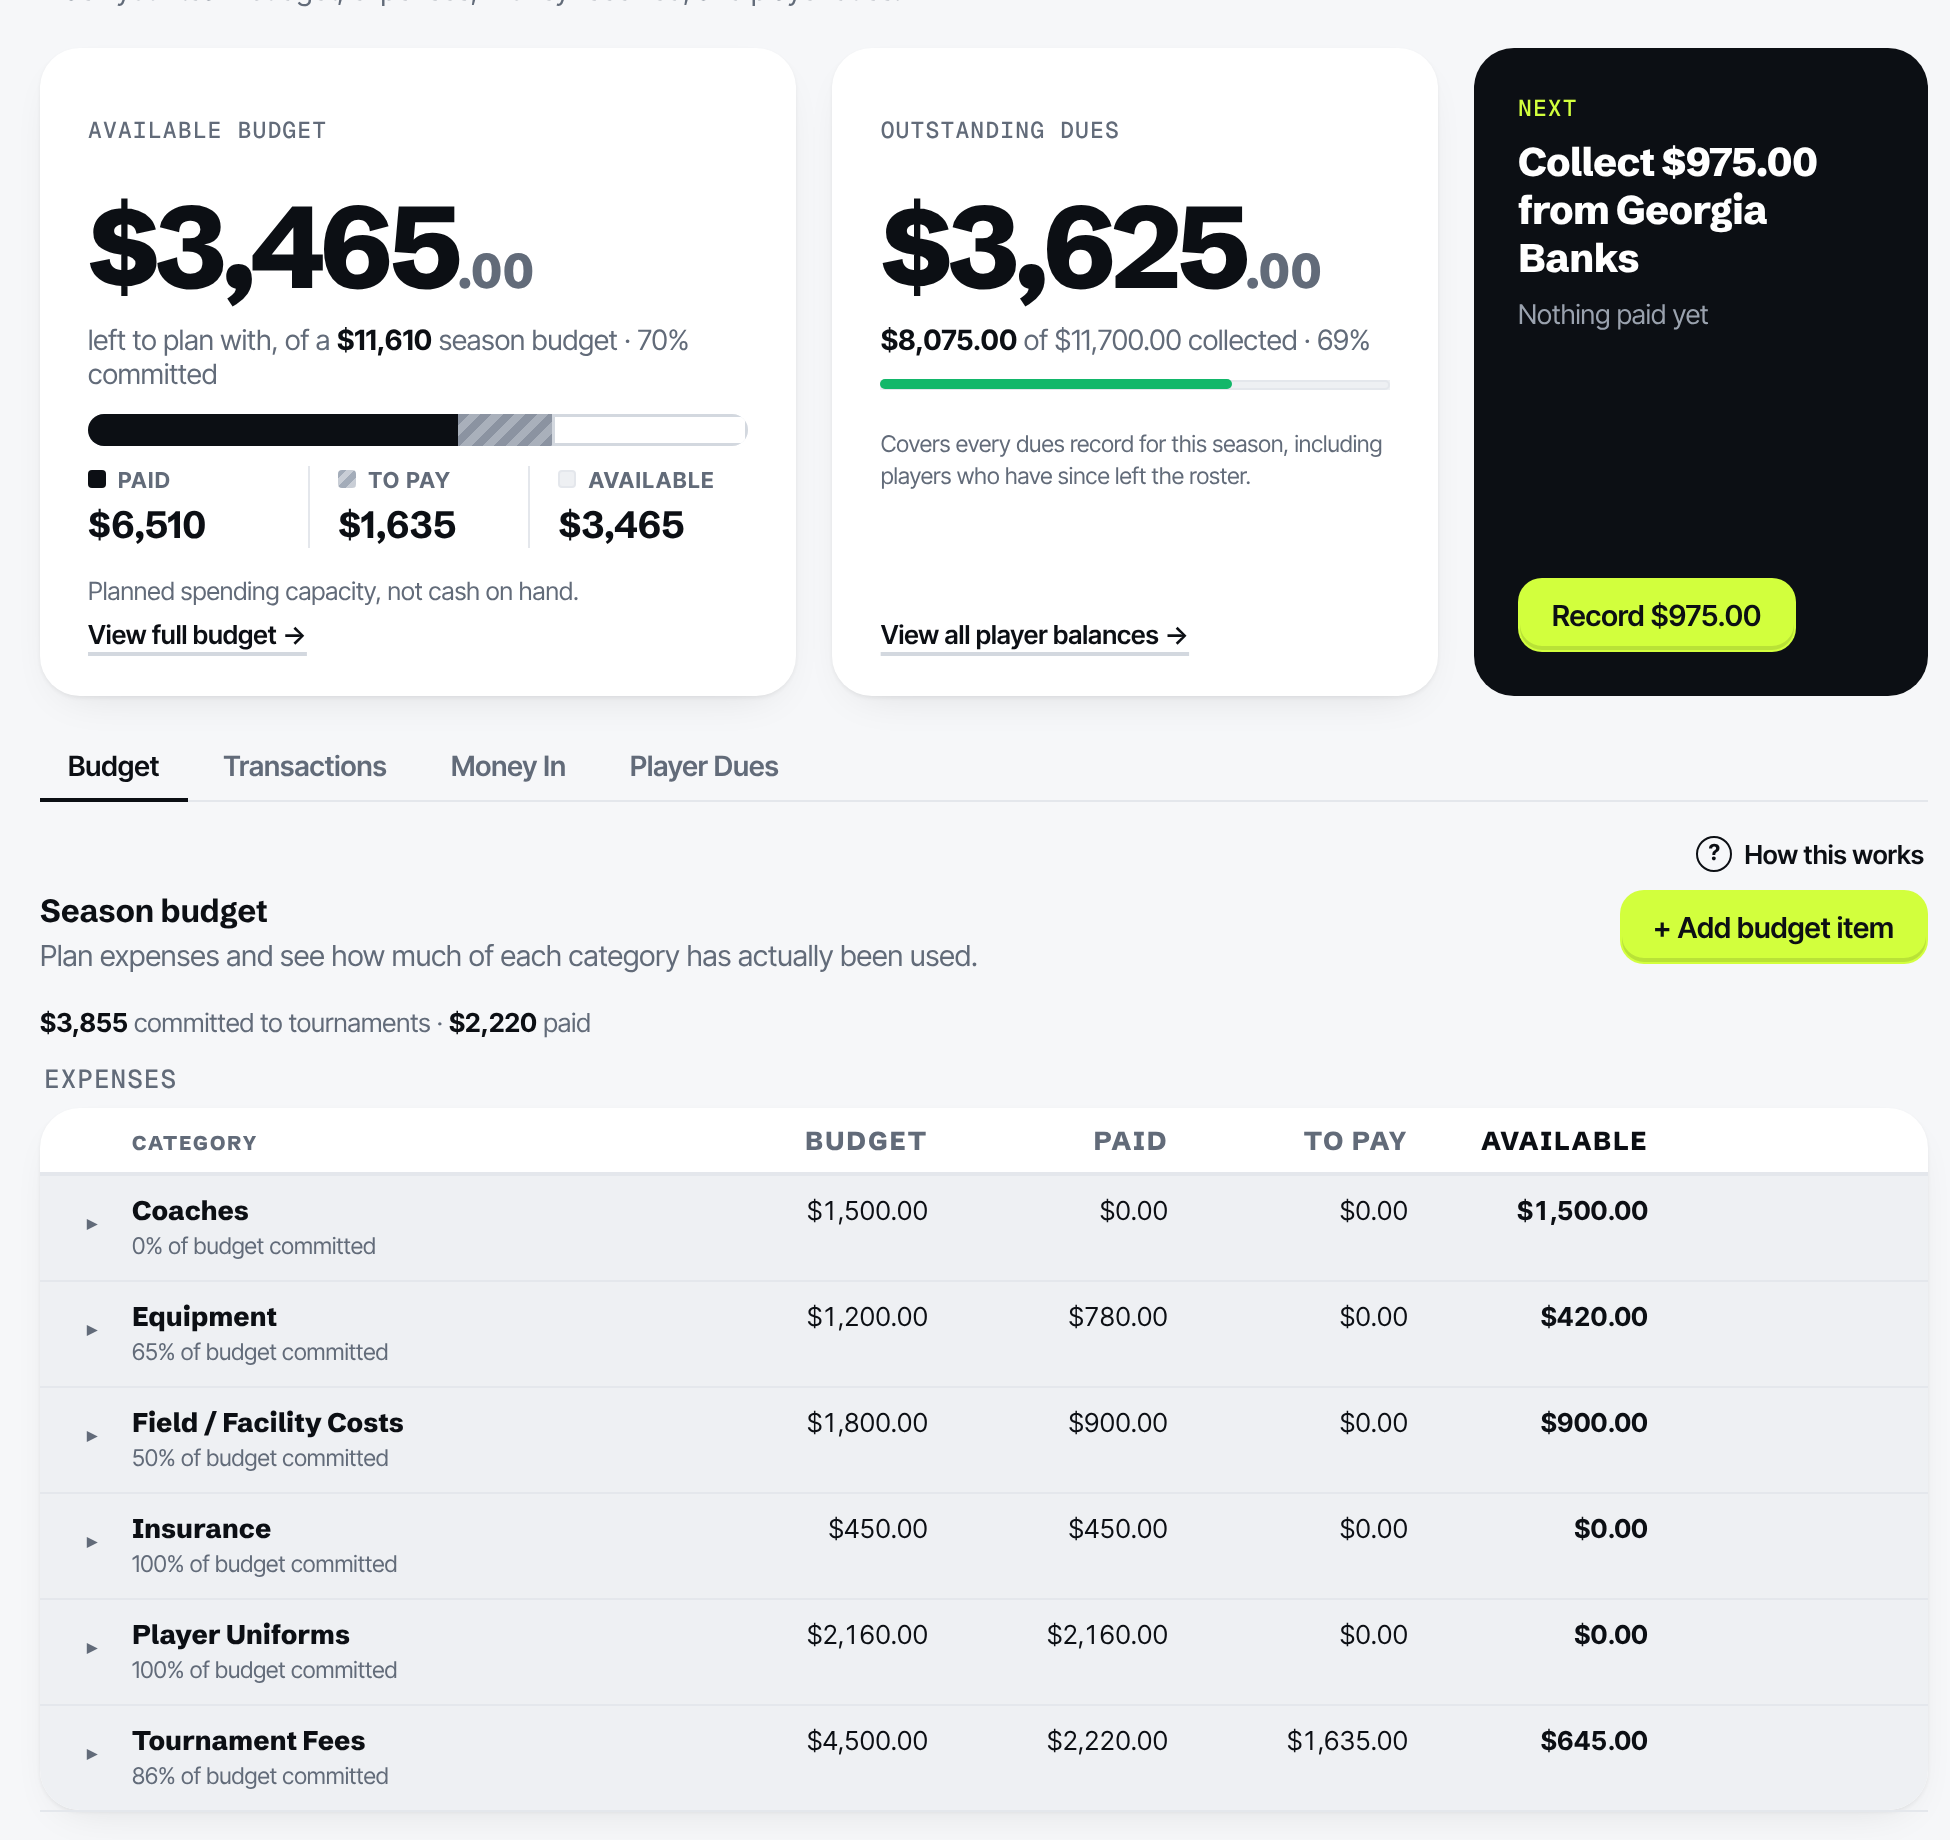 AVAILABLE BUDGET
$3,465.00
left to plan with, of a $11,610 season budget · 70%
committed
PAID
$6,510
TO PAY
$1,635
AVAILABLE
$3,465
Planned spending capacity, not cash on hand.
View full budget →
OUTSTANDING DUES
$3,625.00
$8,075.00 of $11,700.00 collected · 69%
Covers every dues record for this season, including
players who have since left the roster.
View all player balances →
NEXT
Collect $975.00
from Georgia
Banks
Nothing paid yet
Record $975.00
Budget Transactions Money In Player Dues
? How this works
Season budget
Plan expenses and see how much of each category has actually been used.
+ Add budget item
$3,855 committed to tournaments · $2,220 paid
EXPENSES
CATEGORY BUDGET PAID TO PAY AVAILABLE
Coaches $1,500.00 $0.00 $0.00 $1,500.00
0% of budget committed
Equipment $1,200.00 $780.00 $0.00 $420.00
65% of budget committed
Field / Facility Costs $1,800.00 $900.00 $0.00 $900.00
50% of budget committed
Insurance $450.00 $450.00 $0.00 $0.00
100% of budget committed
Player Uniforms $2,160.00 $2,160.00 $0.00 $0.00
100% of budget committed
Tournament Fees $4,500.00 $2,220.00 $1,635.00 $645.00
86% of budget committed